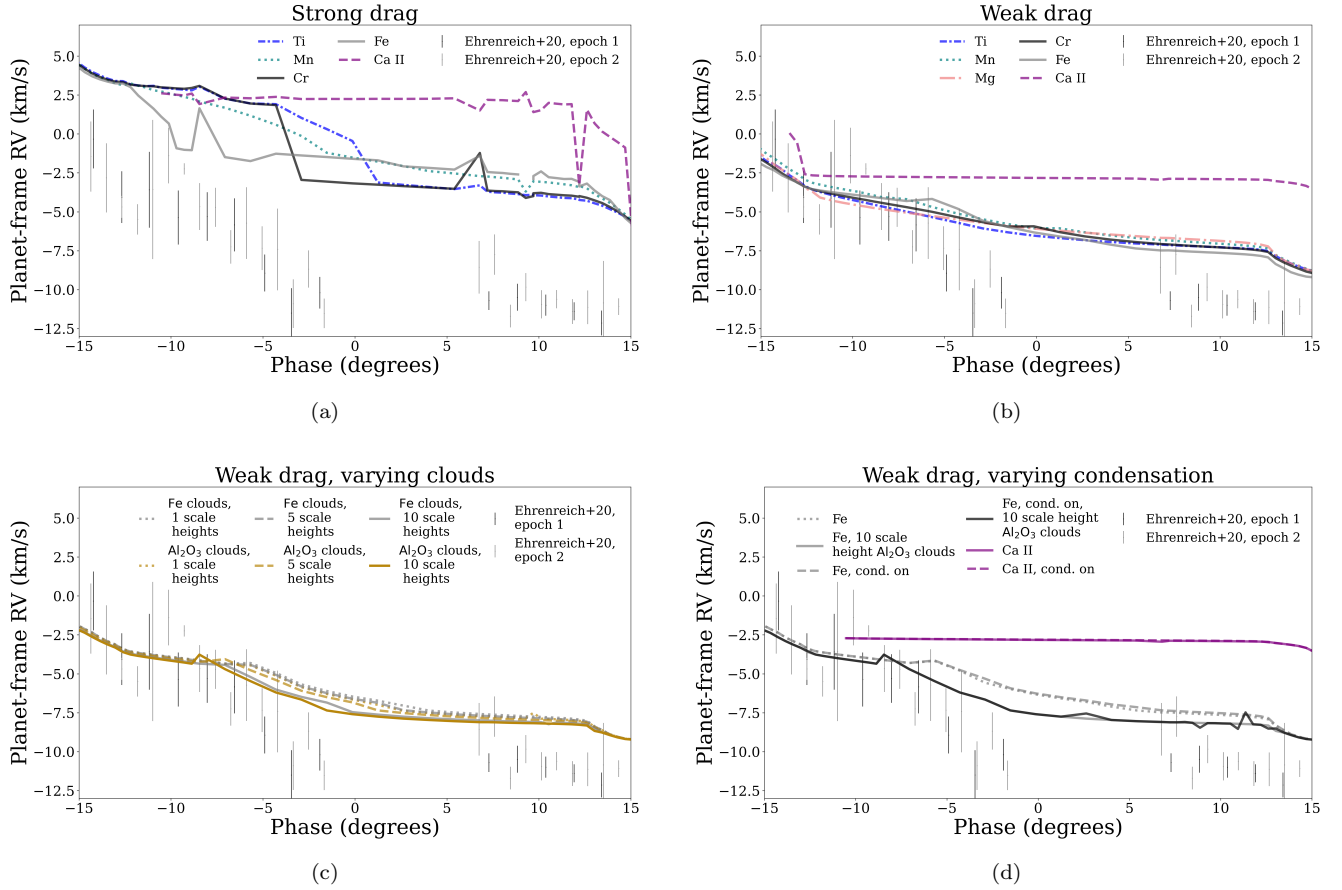 Strong drag
Planet-frame RV (km/s)
5.0
2.5
0.0
−2.5
−5.0
−7.5
−10.0
−12.5
Ti
Mn
Cr
Fe
Ca II
Ehrenreich+20, epoch 1
Ehrenreich+20, epoch 2
−15
−10
−5
0
5
10
15
Phase (degrees)
(a)
Weak drag
Planet-frame RV (km/s)
5.0
2.5
0.0
−2.5
−5.0
−7.5
−10.0
−12.5
Ti
Mn
Mg
Cr
Fe
Ca II
Ehrenreich+20, epoch 1
Ehrenreich+20, epoch 2
−15
−10
−5
0
5
10
15
Phase (degrees)
(b)
Weak drag, varying clouds
Planet-frame RV (km/s)
5.0
2.5
0.0
−2.5
−5.0
−7.5
−10.0
−12.5
Fe clouds,
1 scale
heights
Al₂O₃ clouds,
1 scale
heights
Fe clouds,
5 scale
heights
Al₂O₃ clouds,
5 scale
heights
Fe clouds,
10 scale
heights
Al₂O₃ clouds,
10 scale
heights
Ehrenreich+20,
epoch 1
Ehrenreich+20,
epoch 2
−15
−10
−5
0
5
10
15
Phase (degrees)
(c)
Weak drag, varying condensation
Planet-frame RV (km/s)
5.0
2.5
0.0
−2.5
−5.0
−7.5
−10.0
−12.5
Fe
Fe, 10 scale
height Al₂O₃ clouds
Fe, cond. on
Fe, cond. on,
10 scale height
Al₂O₃ clouds
Ca II
Ca II, cond. on
Ehrenreich+20, epoch 1
Ehrenreich+20, epoch 2
−15
−10
−5
0
5
10
15
Phase (degrees)
(d)